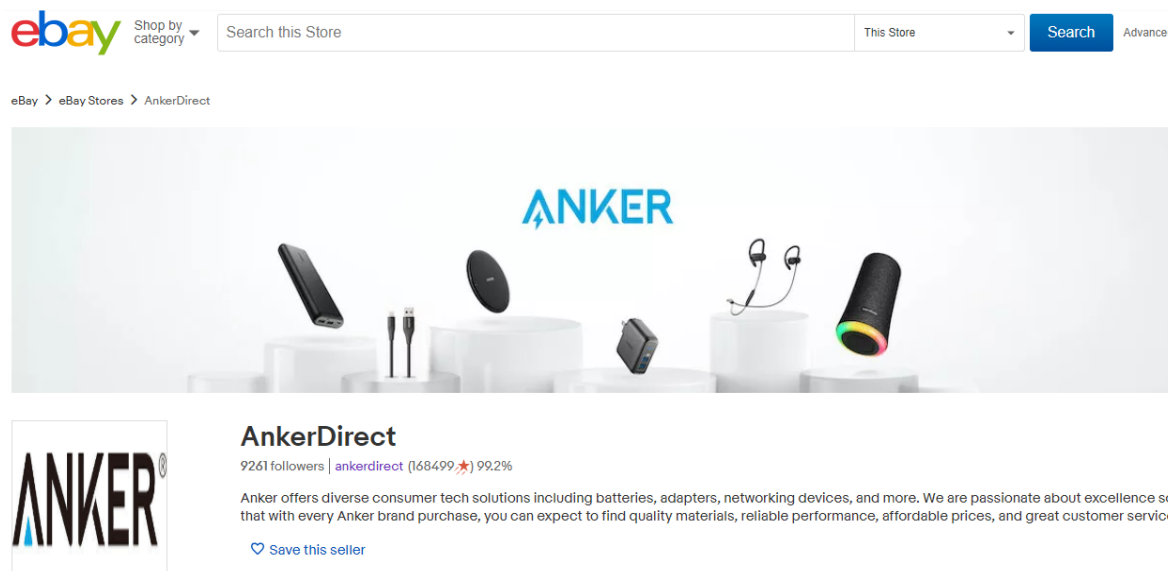 ebay
Shop by
category
Search this Store
This Store
Search
Advance
eBay > eBay Stores > AnkerDirect
ANKER
ANKER®
AnkerDirect
9261 followers | ankerdirect (168499) 99.2%
Anker offers diverse consumer tech solutions including batteries, adapters, networking devices, and more. We are passionate about excellence s
that with every Anker brand purchase, you can expect to find quality materials, reliable performance, affordable prices, and great customer servic
Save this seller